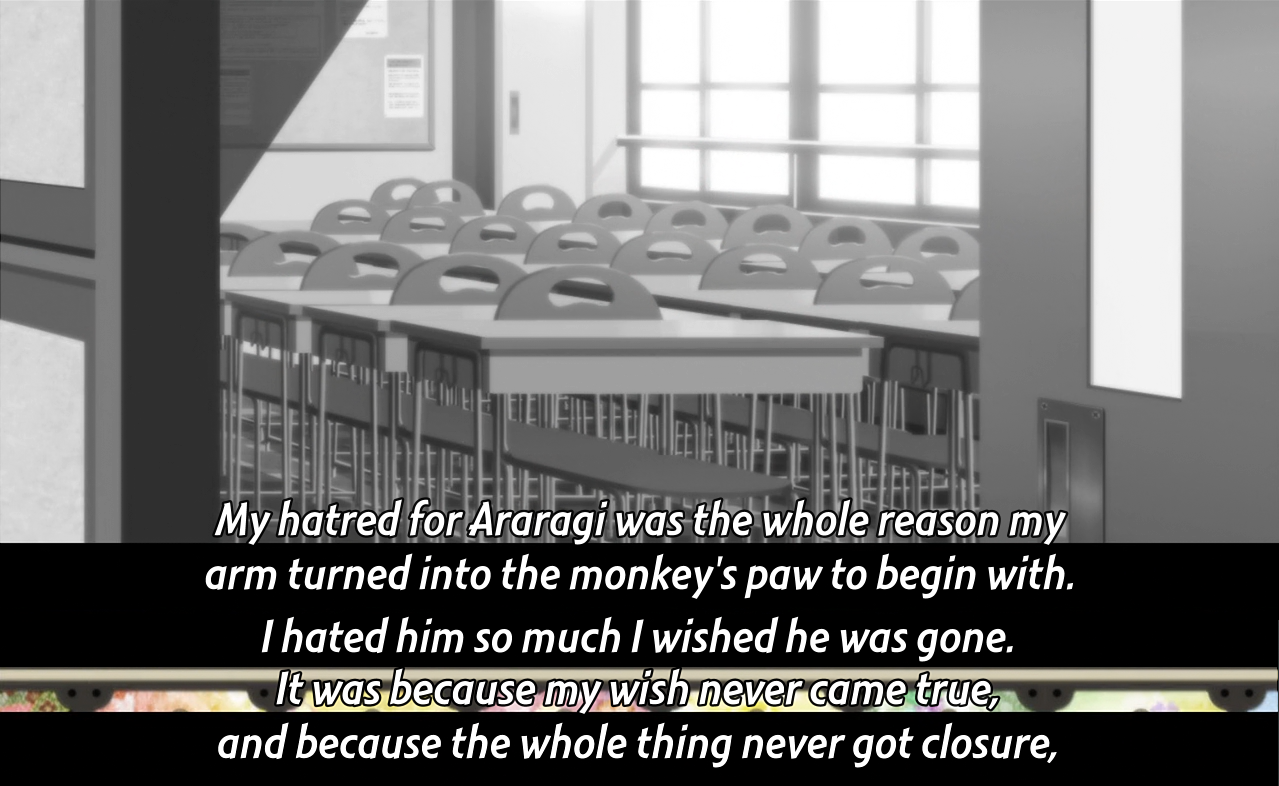 My hatred for Araragi was the whole reason my
arm turned into the monkey's paw to begin with.
I hated him so much I wished he was gone.
It was because my wish never came true,
and because the whole thing never got closure,